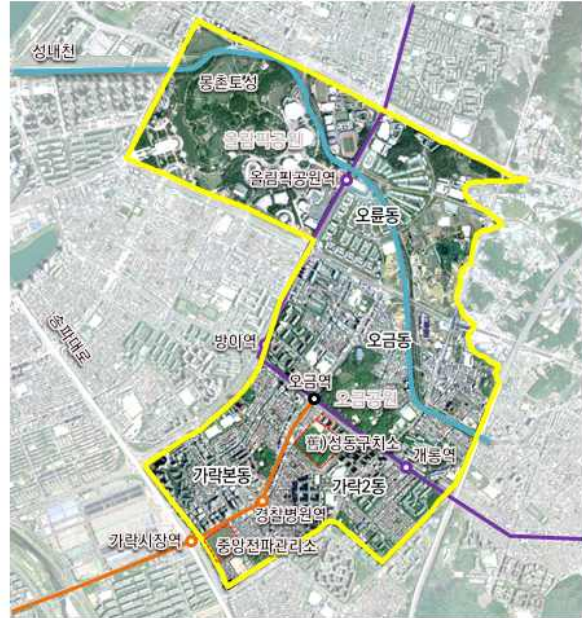 성내천
몽촌토성
올림픽공원
올림픽공원역
오륜동
송파대로
방이역
오금동
오금역
오금공원
舊) 성동구치소
개롱역
가락본동
가락2동
경찰병원역
가락시장역
중앙전파관리소